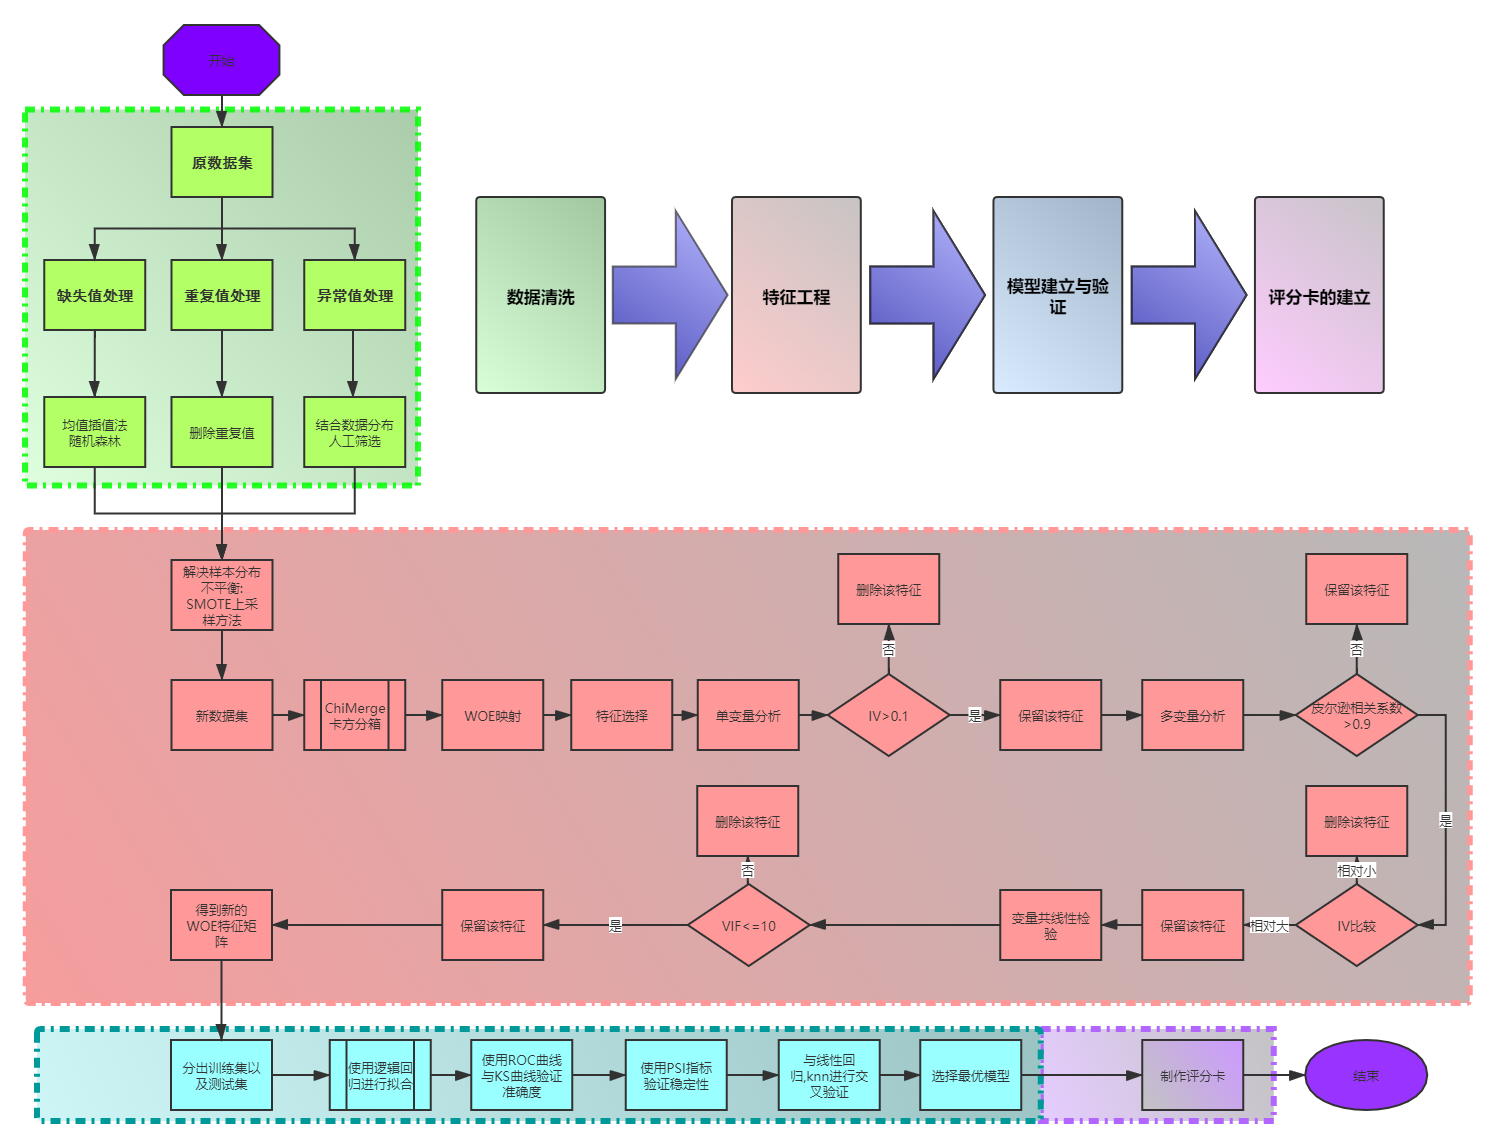 开始
原数据集
缺失值处理
重复值处理
异常值处理
均值插值法
随机森林
删除重复值
结合数据分布
人工筛选
数据清洗
特征工程
模型建立与验
证
评分卡的建立
解决样本分布
不平衡:
SMOTE上采
样方法
新数据集
ChiMerge
卡方分箱
WOE映射
特征选择
单变量分析
IV>0.1
否
删除该特征
是
保留该特征
多变量分析
皮尔逊相关系数
>0.9
否
保留该特征
是
IV比较
相对小
删除该特征
相对大
保留该特征
变量共线性检
验
VIF<=10
否
删除该特征
是
保留该特征
得到新的
WOE特征矩
阵
分出训练集以
及测试集
使用逻辑回
归进行拟合
使用ROC曲线
与KS曲线验证
准确度
使用PSI指标
验证稳定性
与线性回
归,knn进行交
叉验证
选择最优模型
制作评分卡
结束